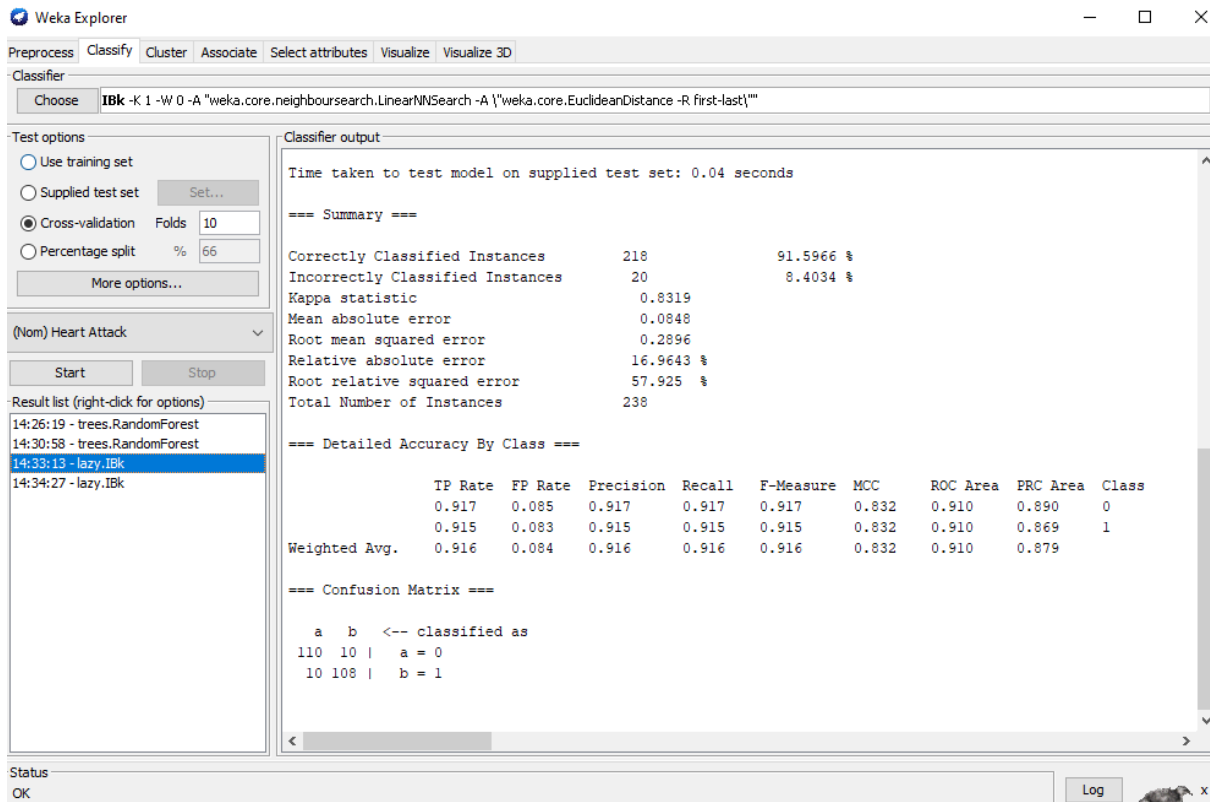 Weka Explorer
Preprocess Classify Cluster Associate Select attributes Visualize Visualize 3D
Classifier
Choose IBk -K 1 -W 0 -A "weka.core.neighboursearch.LinearNNSearch -A \"weka.core.EuclideanDistance -R first-last\""
Test options
Use training set
Supplied test set Set...
Cross-validation Folds 10
Percentage split % 66
More options...
(Nom) Heart Attack
Start Stop
Result list (right-click for options)
14:26:19 - trees.RandomForest
14:30:58 - trees.RandomForest
14:33:13 - lazy.IBk
14:34:27 - lazy.IBk
Classifier output
Time taken to test model on supplied test set: 0.04 seconds
=== Summary ===
Correctly Classified Instances 218 91.5966 %
Incorrectly Classified Instances 20 8.4034 %
Kappa statistic 0.8319
Mean absolute error 0.0848
Root mean squared error 0.2896
Relative absolute error 16.9643 %
Root relative squared error 57.925 %
Total Number of Instances 238
=== Detailed Accuracy By Class ===
TP Rate FP Rate Precision Recall F-Measure MCC ROC Area PRC Area Class
0.917 0.085 0.917 0.917 0.917 0.832 0.910 0.890 0
0.915 0.083 0.915 0.915 0.915 0.832 0.910 0.869 1
Weighted Avg. 0.916 0.084 0.916 0.916 0.916 0.832 0.910 0.879
=== Confusion Matrix ===
a b <-- classified as
110 10 | a = 0
10 108 | b = 1
Status
OK
Log
x